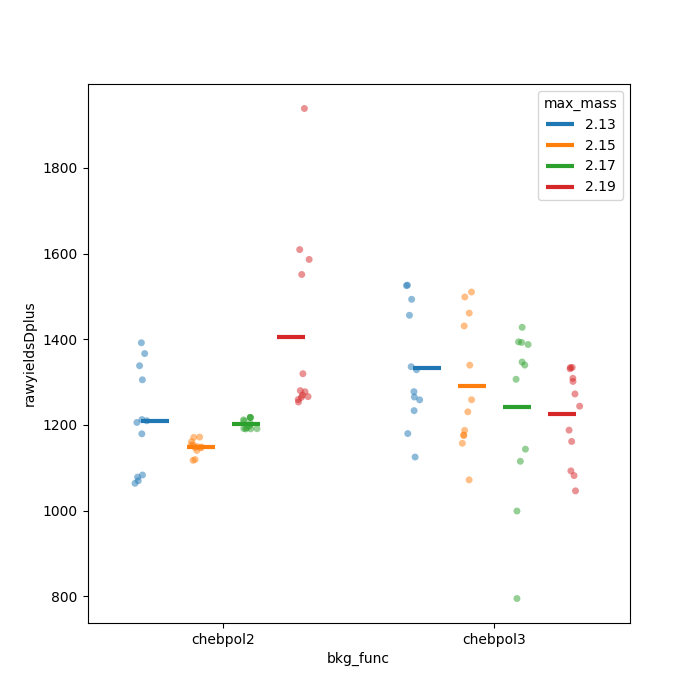 max_mass
2.13
2.15
2.17
2.19
rawyieldsDplus
1800
1600
1400
1200
1000
800
chebpol2
chebpol3
bkg_func